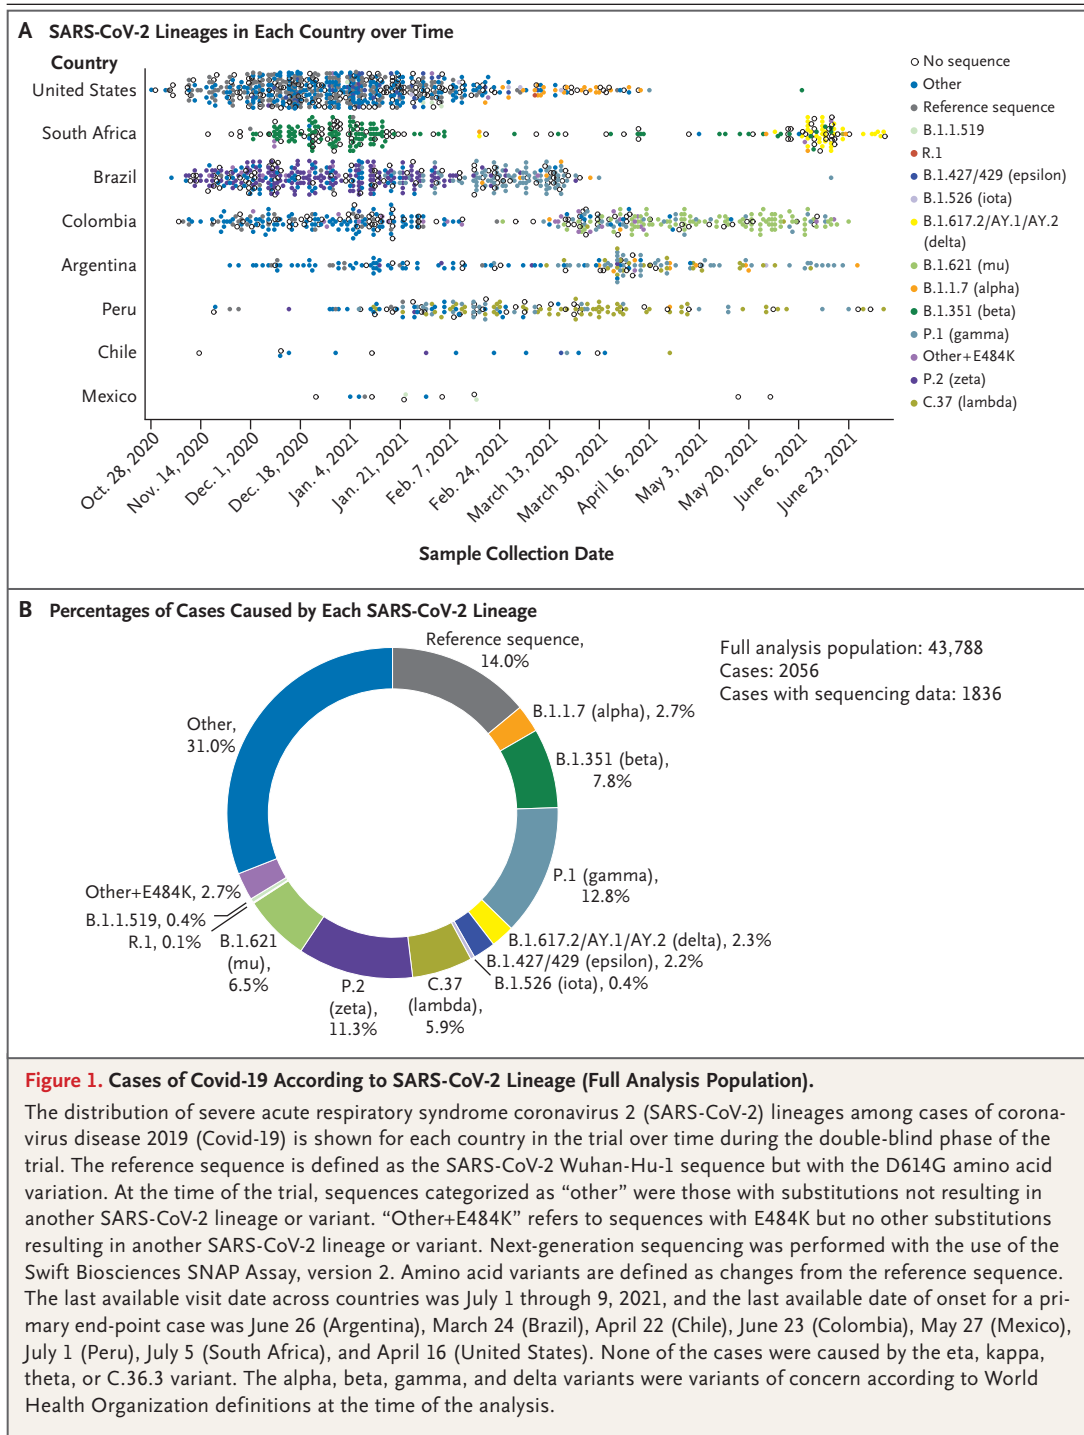 A SARS-CoV-2 Lineages in Each Country over Time
Country
United States
South Africa
Brazil
Colombia
Argentina
Peru
Chile
Mexico
Oct. 28, 2020
Nov. 14, 2020
Dec. 1, 2020
Dec. 18, 2020
Jan. 4, 2021
Jan. 21, 2021
Feb. 7, 2021
Feb. 24, 2021
March 13, 2021
March 30, 2021
April 16, 2021
May 3, 2021
May 20, 2021
June 6, 2021
June 23, 2021
Sample Collection Date
No sequence
Other
Reference sequence
B.1.1.519
R.1
B.1.427/429 (epsilon)
B.1.526 (iota)
B.1.617.2/AY.1/AY.2
(delta)
B.1.621 (mu)
B.1.1.7 (alpha)
B.1.351 (beta)
P.1 (gamma)
Other+E484K
P.2 (zeta)
C.37 (lambda)
B Percentages of Cases Caused by Each SARS-CoV-2 Lineage
Reference sequence,
14.0%
B.1.1.7 (alpha), 2.7%
B.1.351 (beta),
7.8%
P.1 (gamma),
12.8%
B.1.617.2/AY.1/AY.2 (delta), 2.3%
B.1.427/429 (epsilon), 2.2%
B.1.526 (iota), 0.4%
C.37
(lambda),
5.9%
P.2
(zeta),
11.3%
B.1.621
(mu),
6.5%
R.1, 0.1%
B.1.1.519, 0.4%
Other+E484K, 2.7%
Other,
31.0%
Full analysis population: 43,788
Cases: 2056
Cases with sequencing data: 1836
Figure 1. Cases of Covid-19 According to SARS-CoV-2 Lineage (Full Analysis Population).
The distribution of severe acute respiratory syndrome coronavirus 2 (SARS-CoV-2) lineages among cases of corona-
virus disease 2019 (Covid-19) is shown for each country in the trial over time during the double-blind phase of the
trial. The reference sequence is defined as the SARS-CoV-2 Wuhan-Hu-1 sequence but with the D614G amino acid
variation. At the time of the trial, sequences categorized as “other” were those with substitutions not resulting in
another SARS-CoV-2 lineage or variant. “Other+E484K” refers to sequences with E484K but no other substitutions
resulting in another SARS-CoV-2 lineage or variant. Next-generation sequencing was performed with the use of the
Swift Biosciences SNAP Assay, version 2. Amino acid variants are defined as changes from the reference sequence.
The last available visit date across countries was July 1 through 9, 2021, and the last available date of onset for a pri-
mary end-point case was June 26 (Argentina), March 24 (Brazil), April 22 (Chile), June 23 (Colombia), May 27 (Mexico),
July 1 (Peru), July 5 (South Africa), and April 16 (United States). None of the cases were caused by the eta, kappa,
theta, or C.36.3 variant. The alpha, beta, gamma, and delta variants were variants of concern according to World
Health Organization definitions at the time of the analysis.